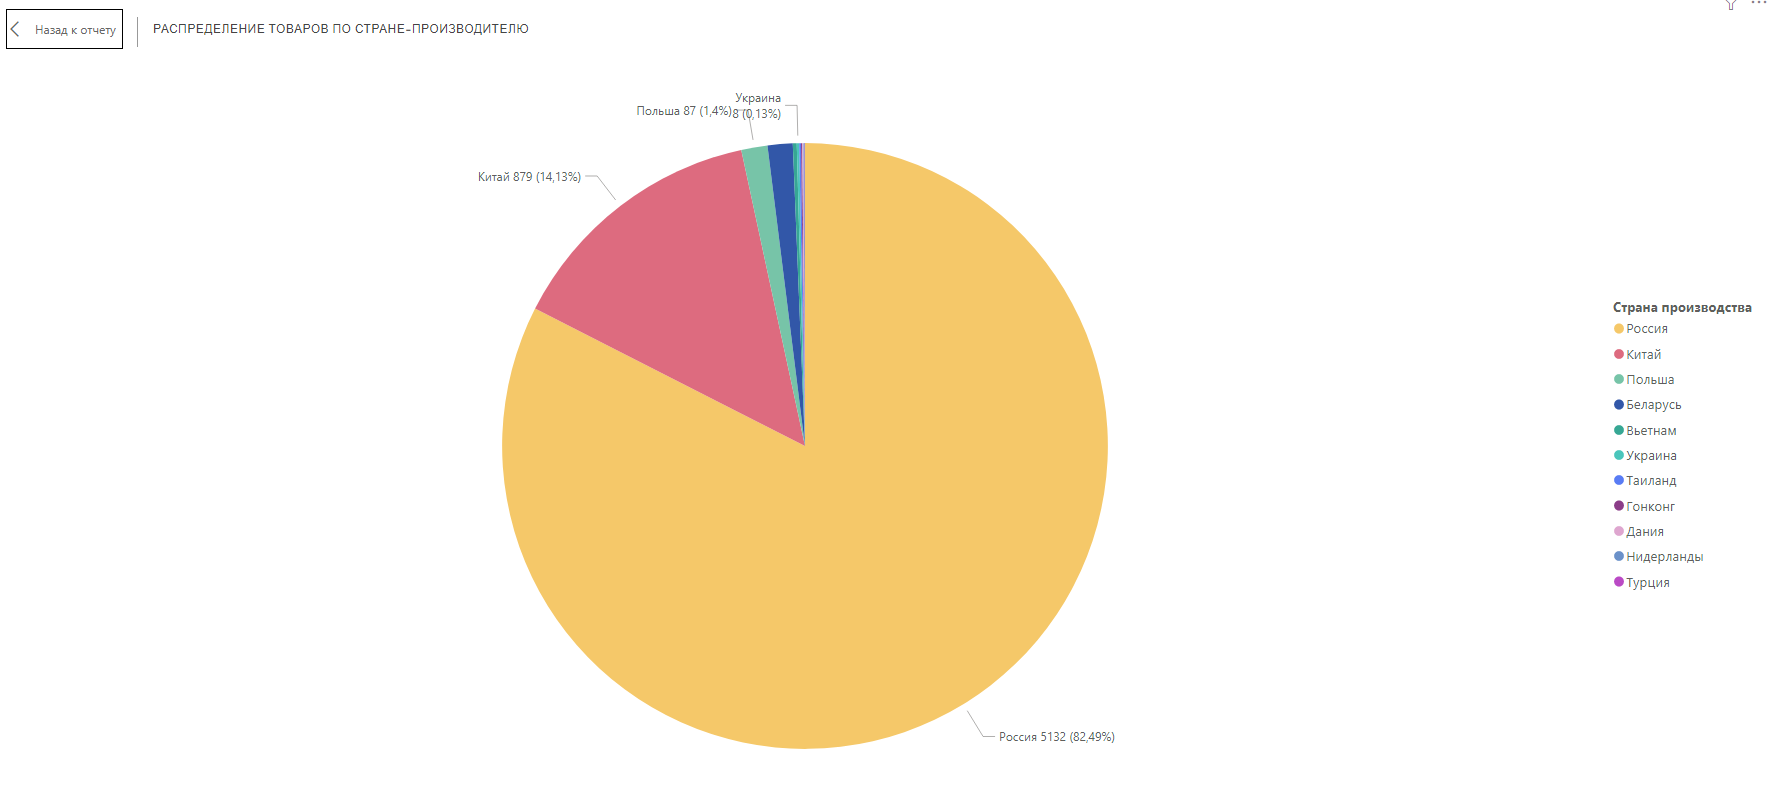 Назад к отчету
РАСПРЕДЕЛЕНИЕ ТОВАРОВ ПО СТРАНЕ-ПРОИЗВОДИТЕЛЮ
Украина
8 (0,13%)
Польша 87 (1,4%)
Китай 879 (14,13%)
Россия 5132 (82,49%)
Страна производства
Россия
Китай
Польша
Беларусь
Вьетнам
Украина
Таиланд
Гонконг
Дания
Нидерланды
Турция